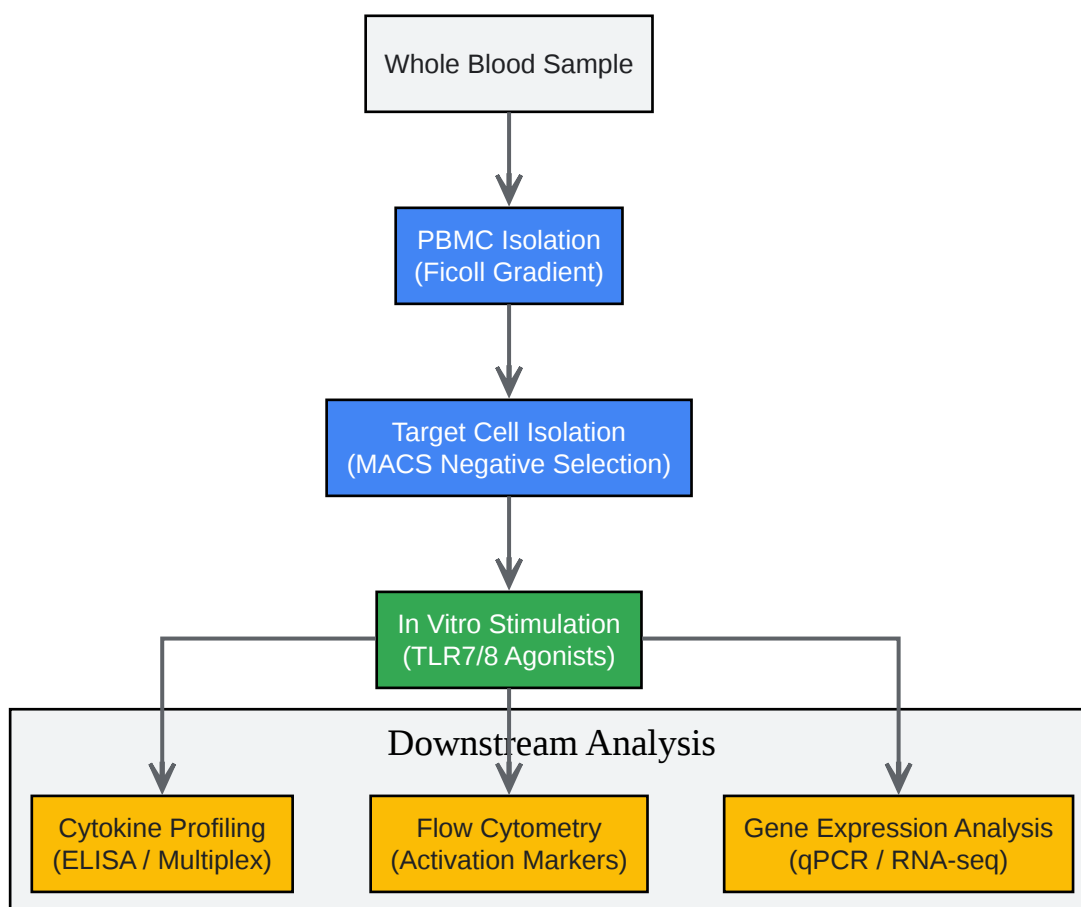 Whole Blood Sample
PBMC Isolation
(Ficoll Gradient)
Target Cell Isolation
(MACS Negative Selection)
In Vitro Stimulation
(TLR7/8 Agonists)
Downstream Analysis
Cytokine Profiling
(ELISA / Multiplex)
Flow Cytometry
(Activation Markers)
Gene Expression Analysis
(qPCR / RNA-seq)